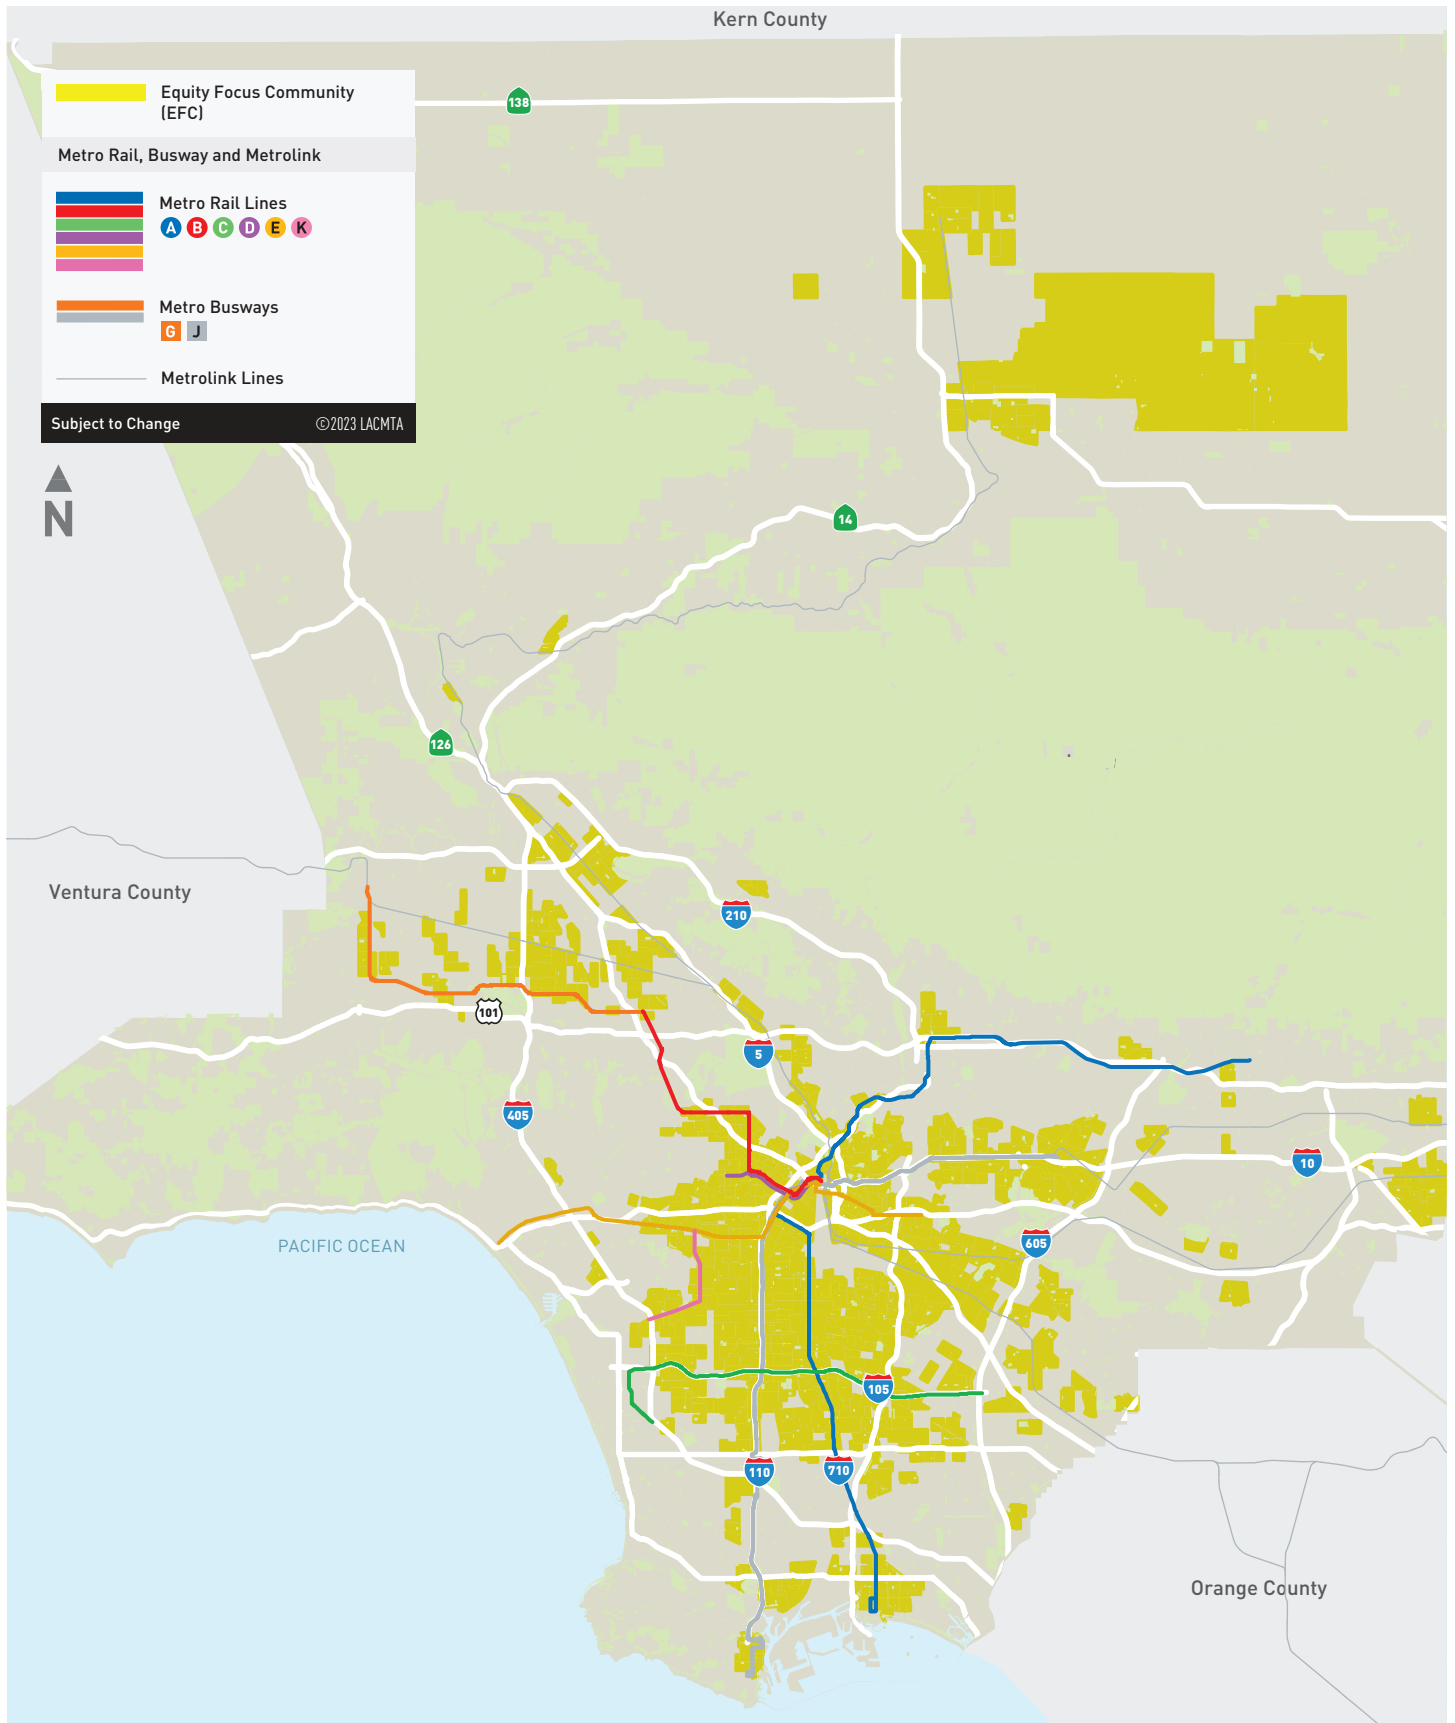 Kern County
Equity Focus Community
(EFC)
138
Metro Rail, Busway and Metrolink
Metro Rail Lines
A B C D E K
Metro Busways
G J
Metrolink Lines
Subject to Change ©2023 LACMTA
N
14
126
Ventura County
210
101
5
405
10
PACIFIC OCEAN
605
105
110
710
Orange County